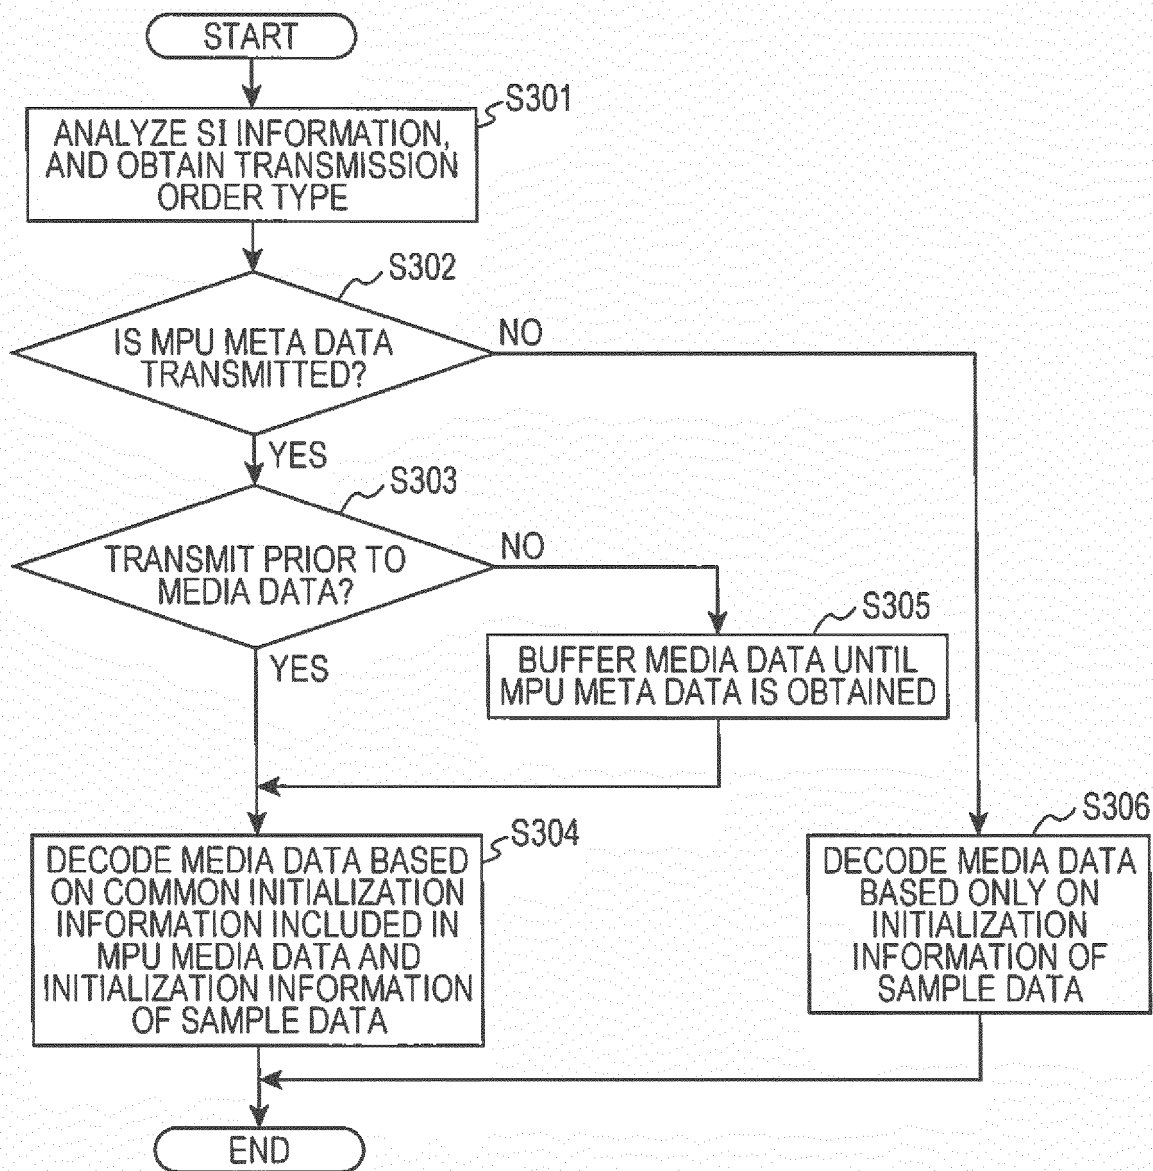 START
S301
ANALYZE SI INFORMATION,
AND OBTAIN TRANSMISSION
ORDER TYPE
S302
IS MPU META DATA
TRANSMITTED?
NO
YES
S303
TRANSMIT PRIOR TO
MEDIA DATA?
NO
YES
S305
BUFFER MEDIA DATA UNTIL
MPU META DATA IS OBTAINED
S304
DECODE MEDIA DATA BASED
ON COMMON INITIALIZATION
INFORMATION INCLUDED IN
MPU MEDIA DATA AND
INITIALIZATION INFORMATION
OF SAMPLE DATA
S306
DECODE MEDIA DATA
BASED ONLY ON
INITIALIZATION
INFORMATION OF
SAMPLE DATA
END